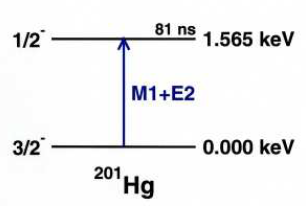 81 ns
1/2⁻ 1.565 keV
M1+E2
3/2⁻ 0.000 keV
²⁰¹Hg